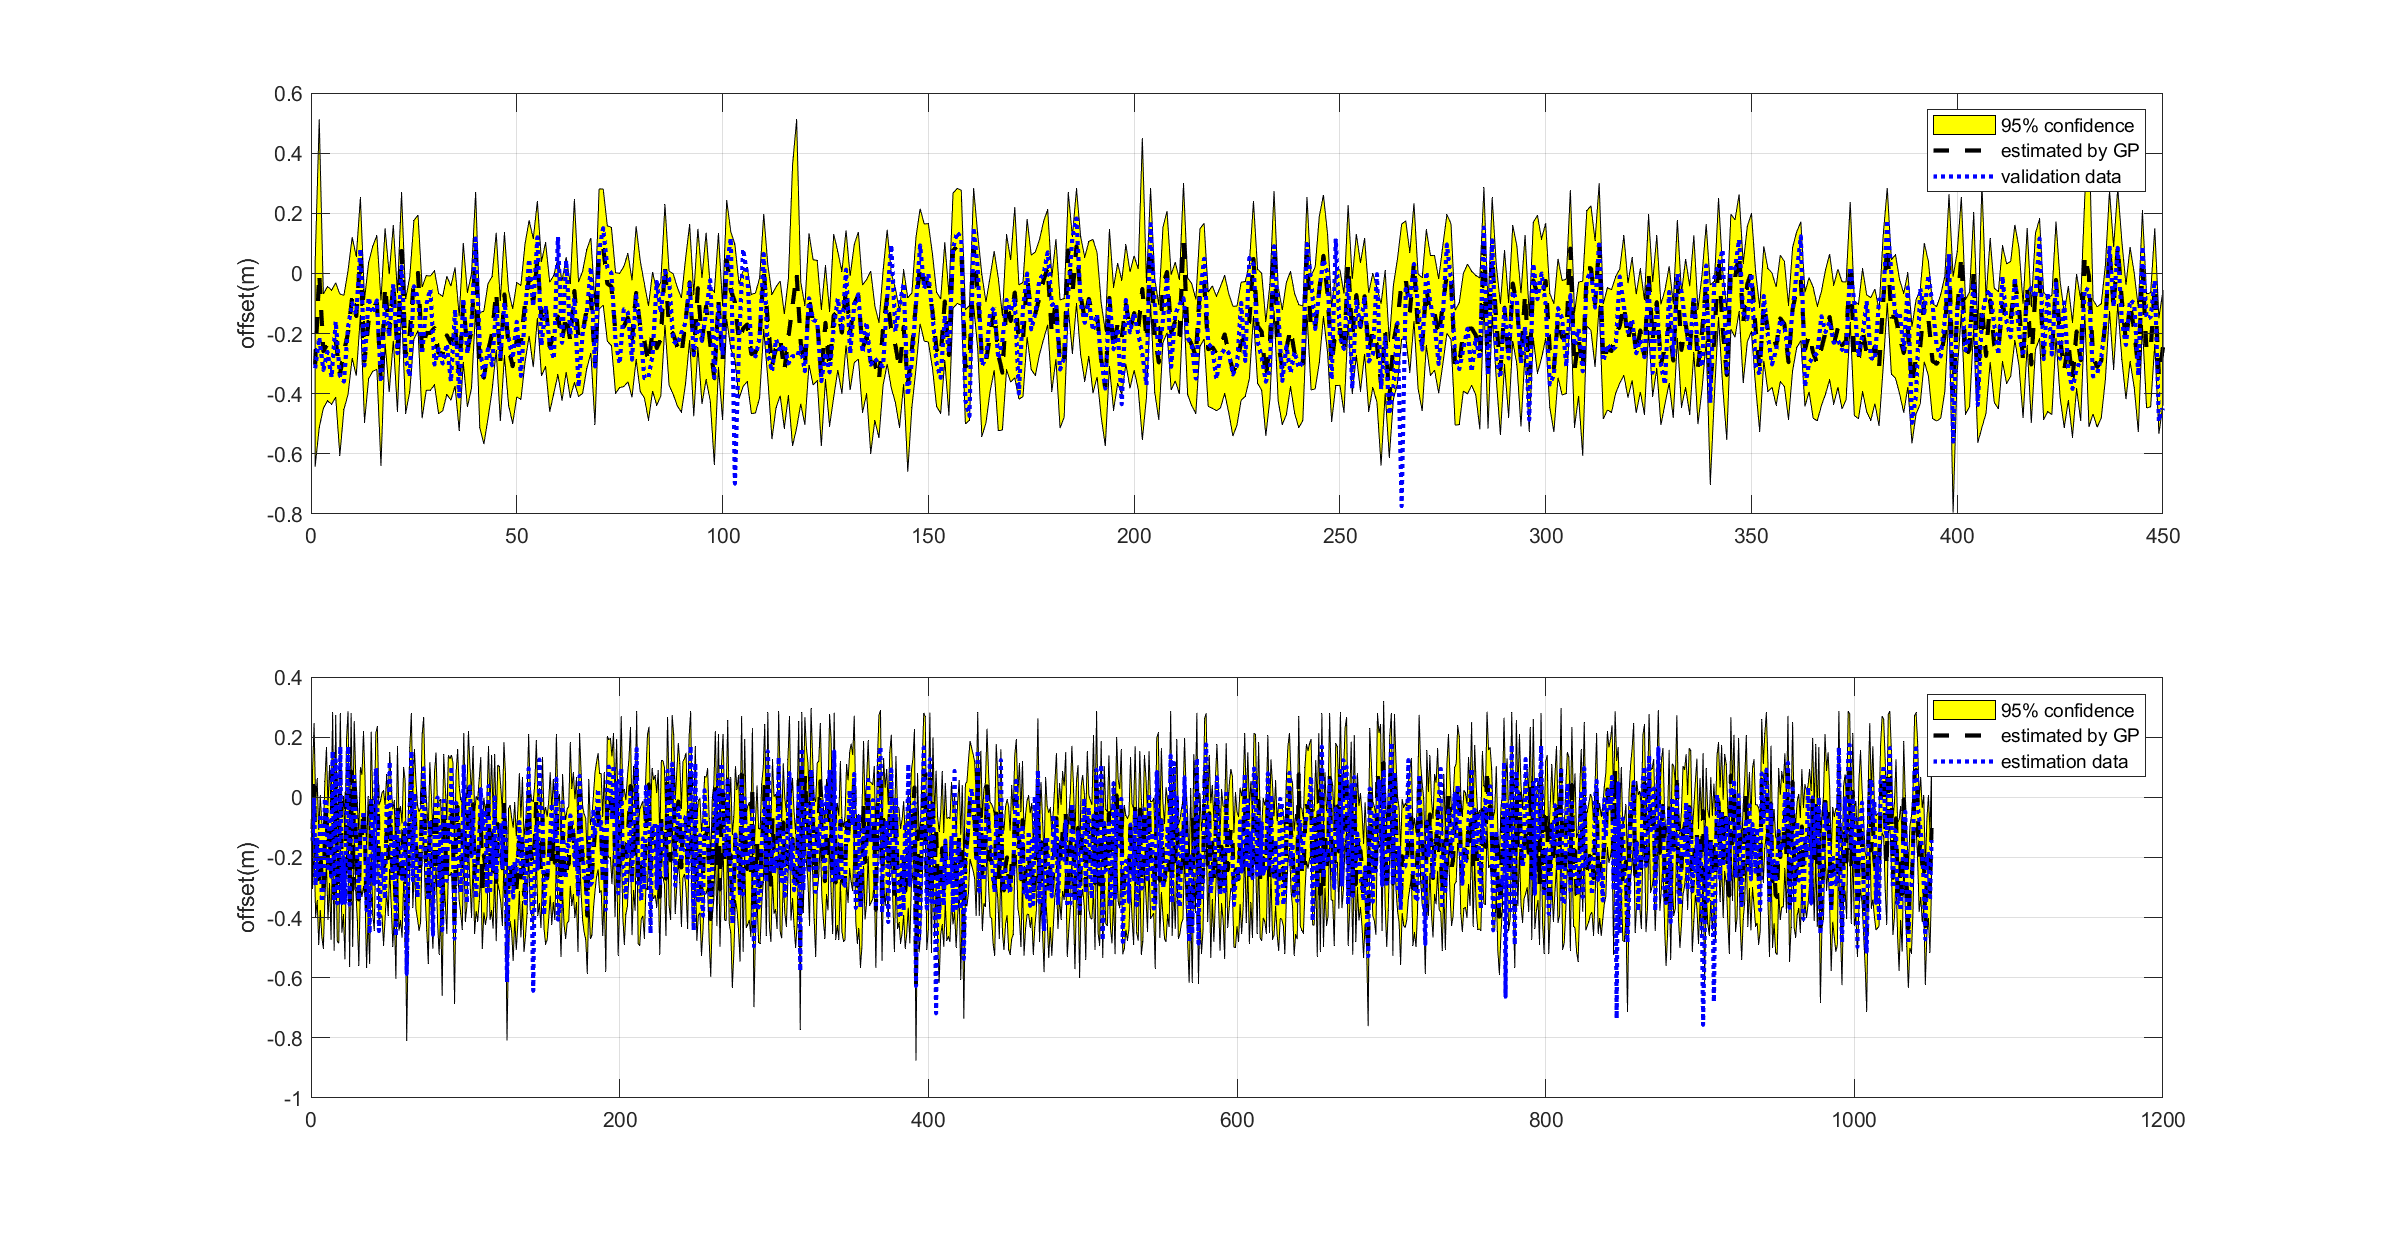 0.6
0.4
0.2
0
-0.2
-0.4
-0.6
-0.8
offset(m)
0 50 100 150 200 250 300 350 400 450
95% confidence
estimated by GP
validation data
0.4
0.2
0
-0.2
-0.4
-0.6
-0.8
-1
offset(m)
0 200 400 600 800 1000 1200
95% confidence
estimated by GP
estimation data